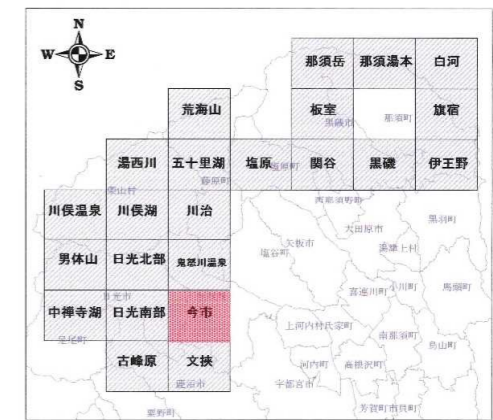 N
W E
S
那須岳 那須湯本 白河
荒海山 板室 旗宿
黒磯市 那須町
湯西川 五十里湖 塩原 関谷 黒磯 伊王野
栗山村 藤原町 塩原町
西那須野町
川俣温泉 川俣湖 川治
大田原市 黒羽町
男体山 日光北部 鬼怒川温泉
塩谷町 矢板市 湯津上村
日光市 喜連川町 小川町 馬頭町
中禅寺湖 日光南部 今市
足尾町 上河内村 氏家町 南那須町 烏山町
古峰原 文挟
鹿沼市 河内町 高根沢町
宇都宮市
粟野町 芳賀町 市貝町